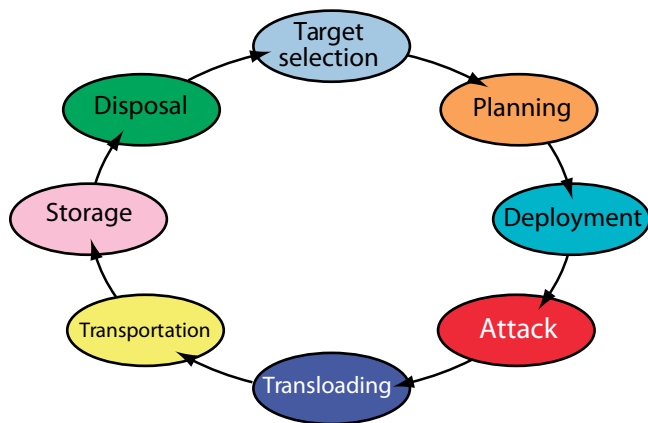 Target
selection
Planning
Deployment
Attack
Transloading
Transportation
Storage
Disposal